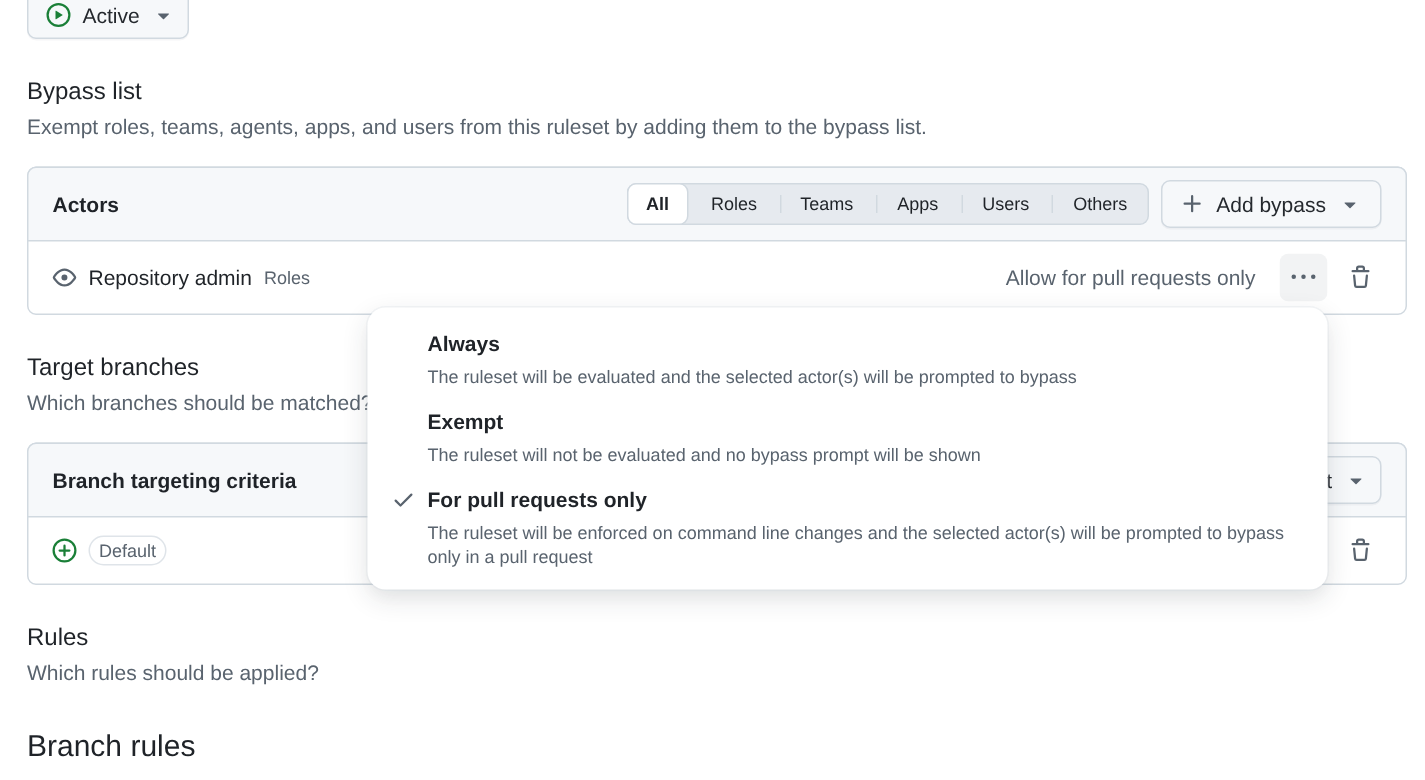 Active
Bypass list
Exempt roles, teams, agents, apps, and users from this ruleset by adding them to the bypass list.
Actors
All Roles Teams Apps Users Others
Add bypass
Repository admin Roles
Allow for pull requests only
Always
The ruleset will be evaluated and the selected actor(s) will be prompted to bypass
Exempt
The ruleset will not be evaluated and no bypass prompt will be shown
For pull requests only
The ruleset will be enforced on command line changes and the selected actor(s) will be prompted to bypass
only in a pull request
Target branches
Which branches should be matched?
Branch targeting criteria
t
Default
Rules
Which rules should be applied?
Branch rules